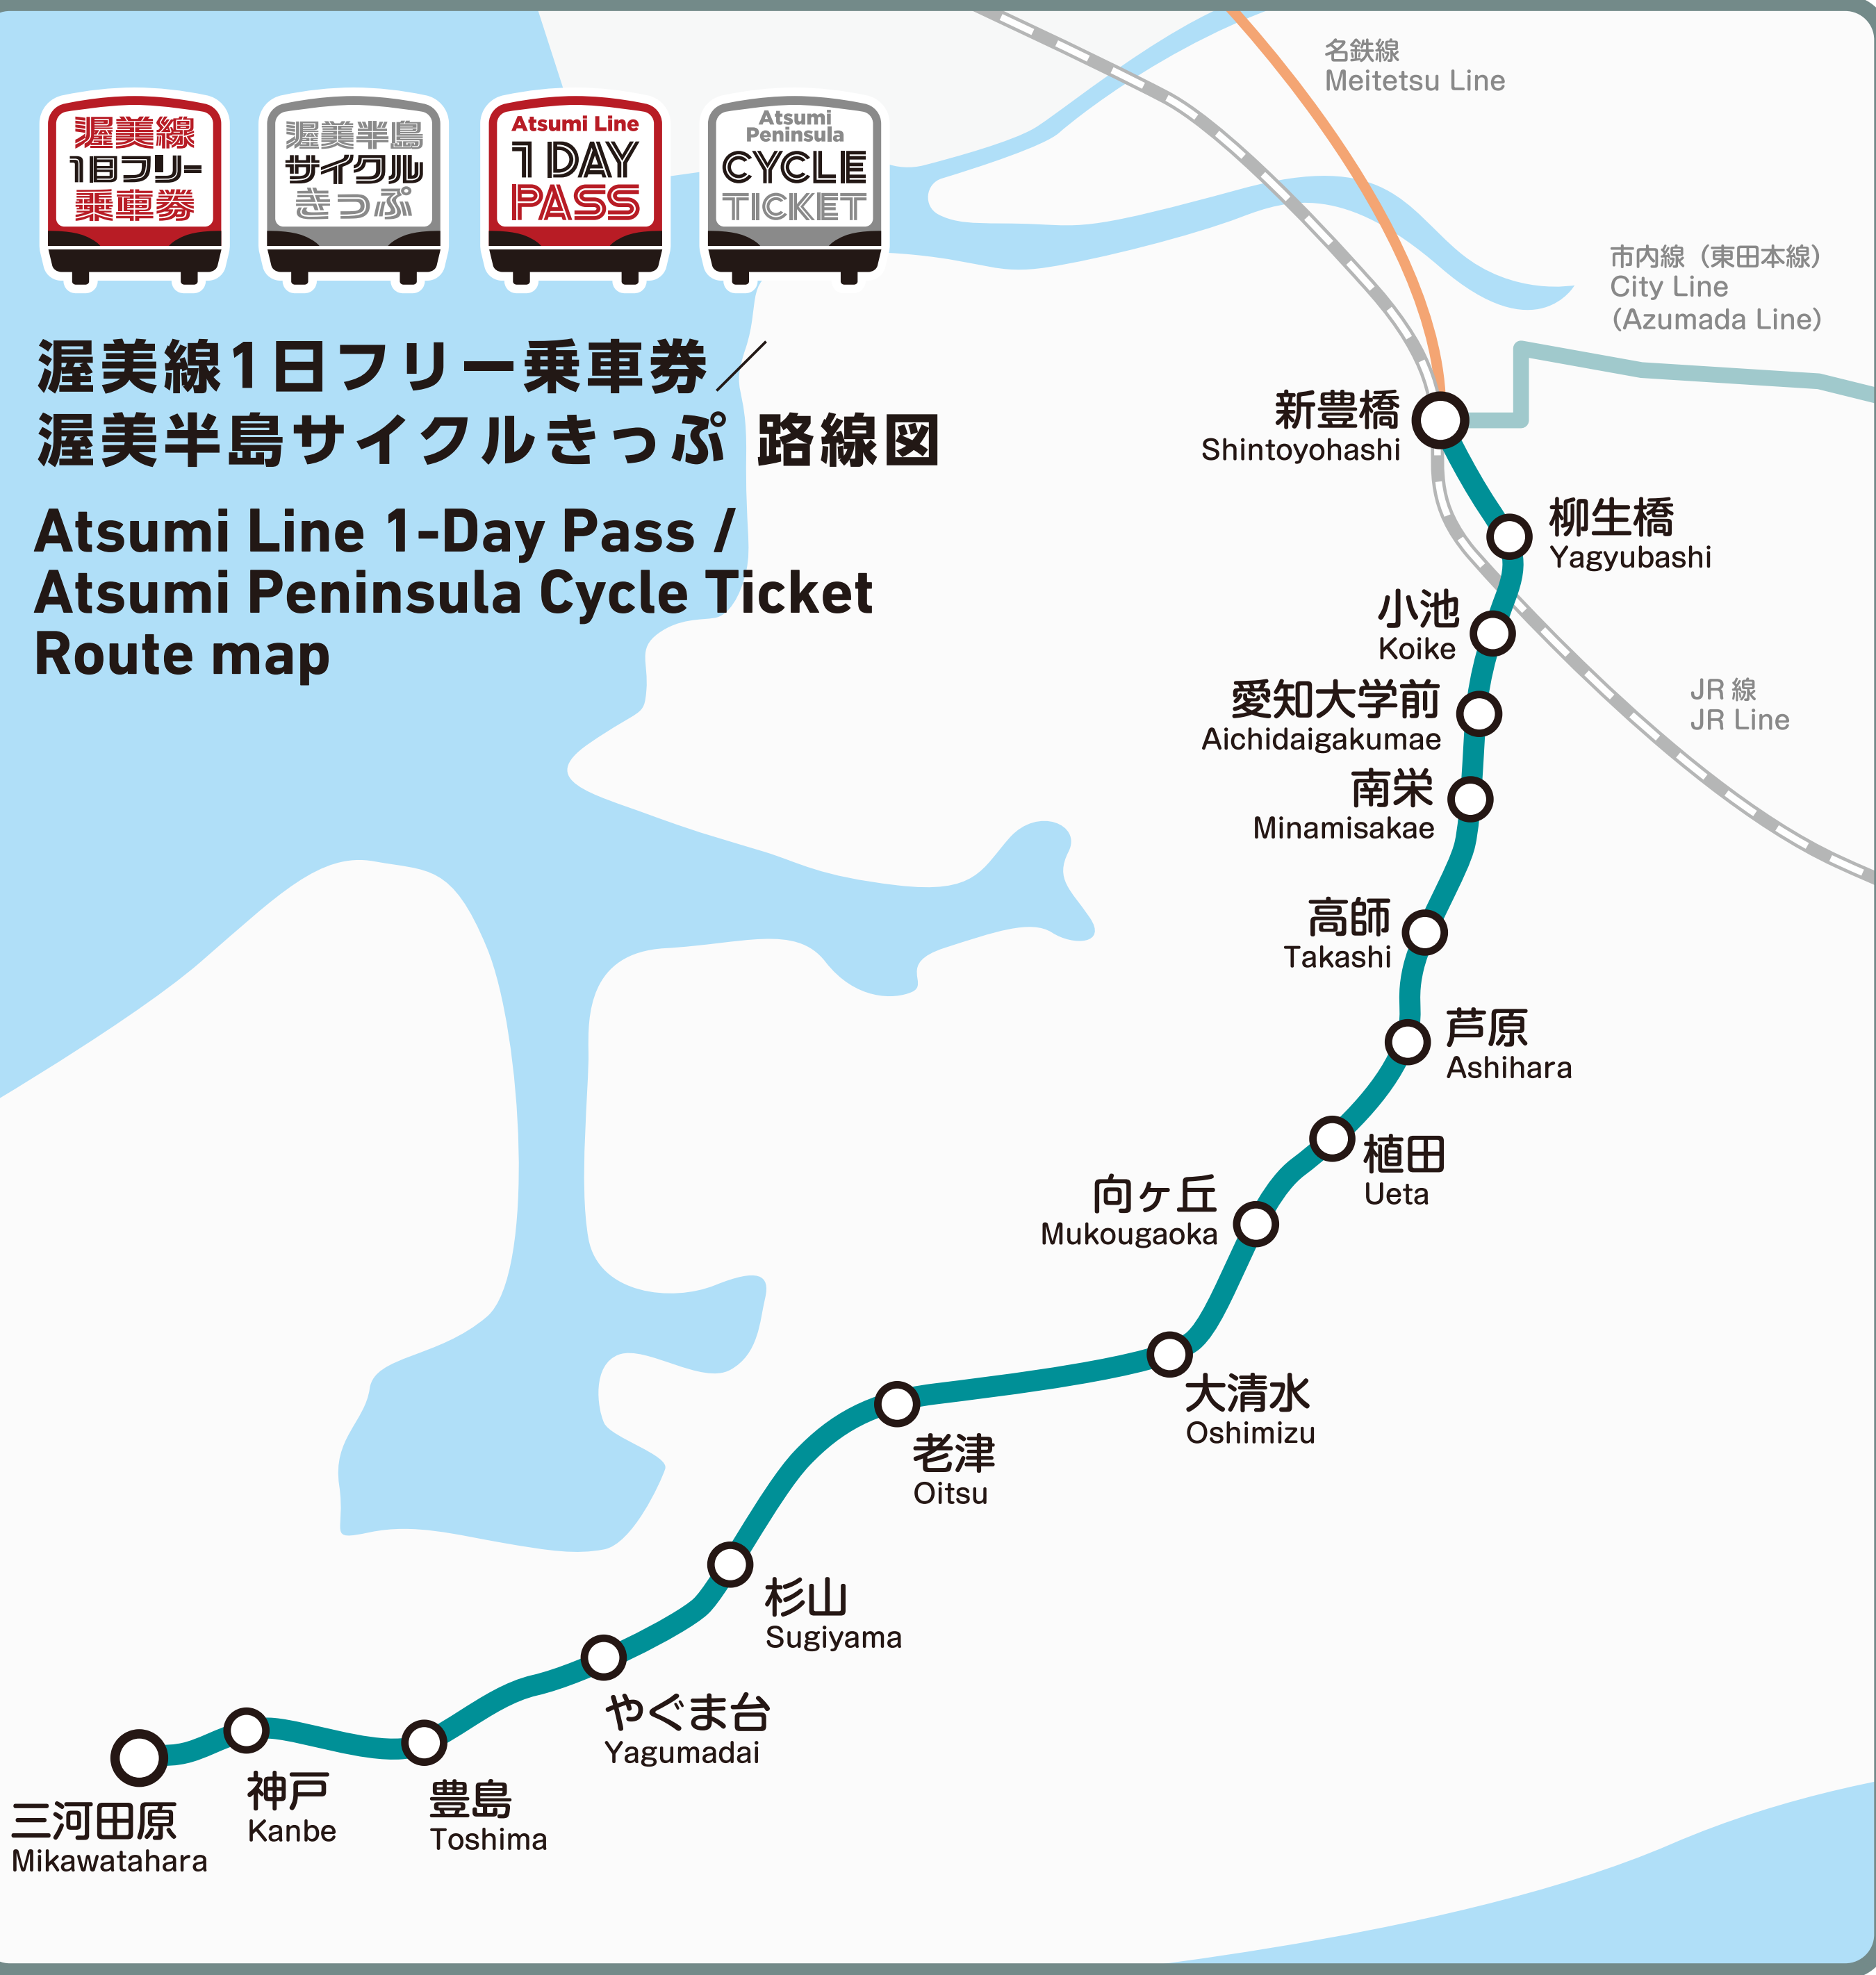 渥美線
1日フリー
乗車券
渥美半島
サイクル
きっぷ
Atsumi Line
1 DAY
PASS
Atsumi
Peninsula
CYCLE
TICKET
渥美線1日フリー乗車券／
渥美半島サイクルきっぷ 路線図
Atsumi Line 1-Day Pass /
Atsumi Peninsula Cycle Ticket
Route map
名鉄線
Meitetsu Line
市内線（東田本線）
City Line
(Azumada Line)
新豊橋
Shintoyohashi
柳生橋
Yagyubashi
小池
Koike
愛知大学前
Aichidaigakumae
JR 線
JR Line
南栄
Minamisakae
高師
Takashi
芦原
Ashihara
植田
Ueta
向ヶ丘
Mukougaoka
大清水
Oshimizu
老津
Oitsu
杉山
Sugiyama
やぐま台
Yagumadai
豊島
Toshima
神戸
Kanbe
三河田原
Mikawatahara